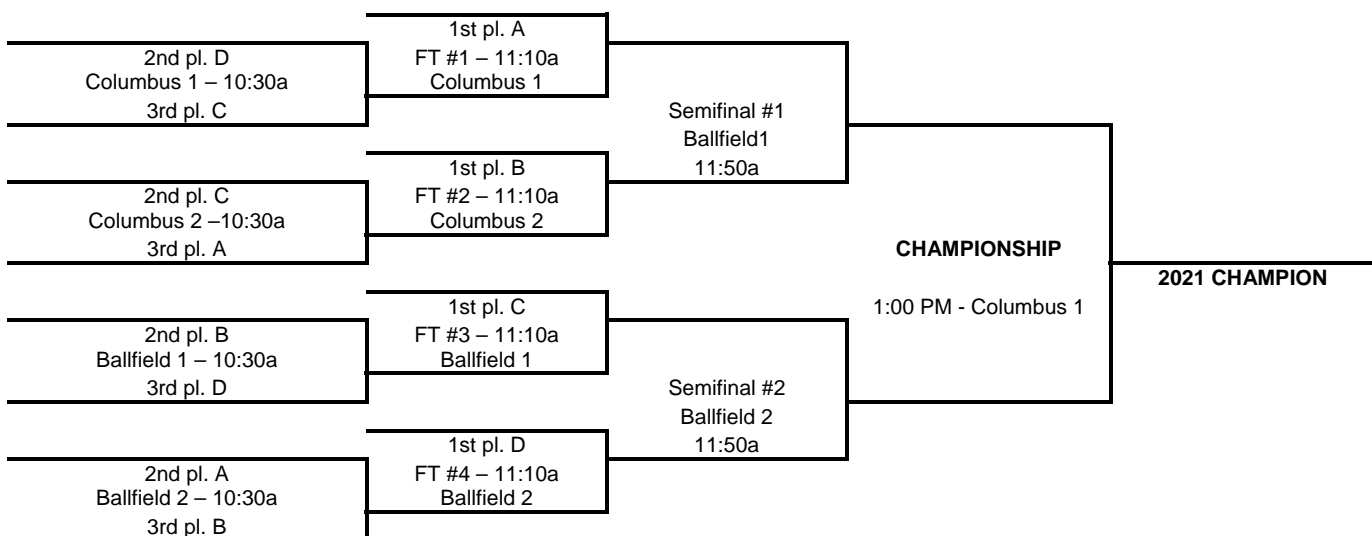 2nd pl. D
Columbus 1 – 10:30a
3rd pl. C
2nd pl. C
Columbus 2 –10:30a
3rd pl. A
2nd pl. B
Ballfield 1 – 10:30a
3rd pl. D
2nd pl. A
Ballfield 2 – 10:30a
3rd pl. B
1st pl. A
FT #1 – 11:10a
Columbus 1
1st pl. B
FT #2 – 11:10a
Columbus 2
1st pl. C
FT #3 – 11:10a
Ballfield 1
1st pl. D
FT #4 – 11:10a
Ballfield 2
Semifinal #1
Ballfield1
11:50a
Semifinal #2
Ballfield 2
11:50a
CHAMPIONSHIP
1:00 PM - Columbus 1
2021 CHAMPION